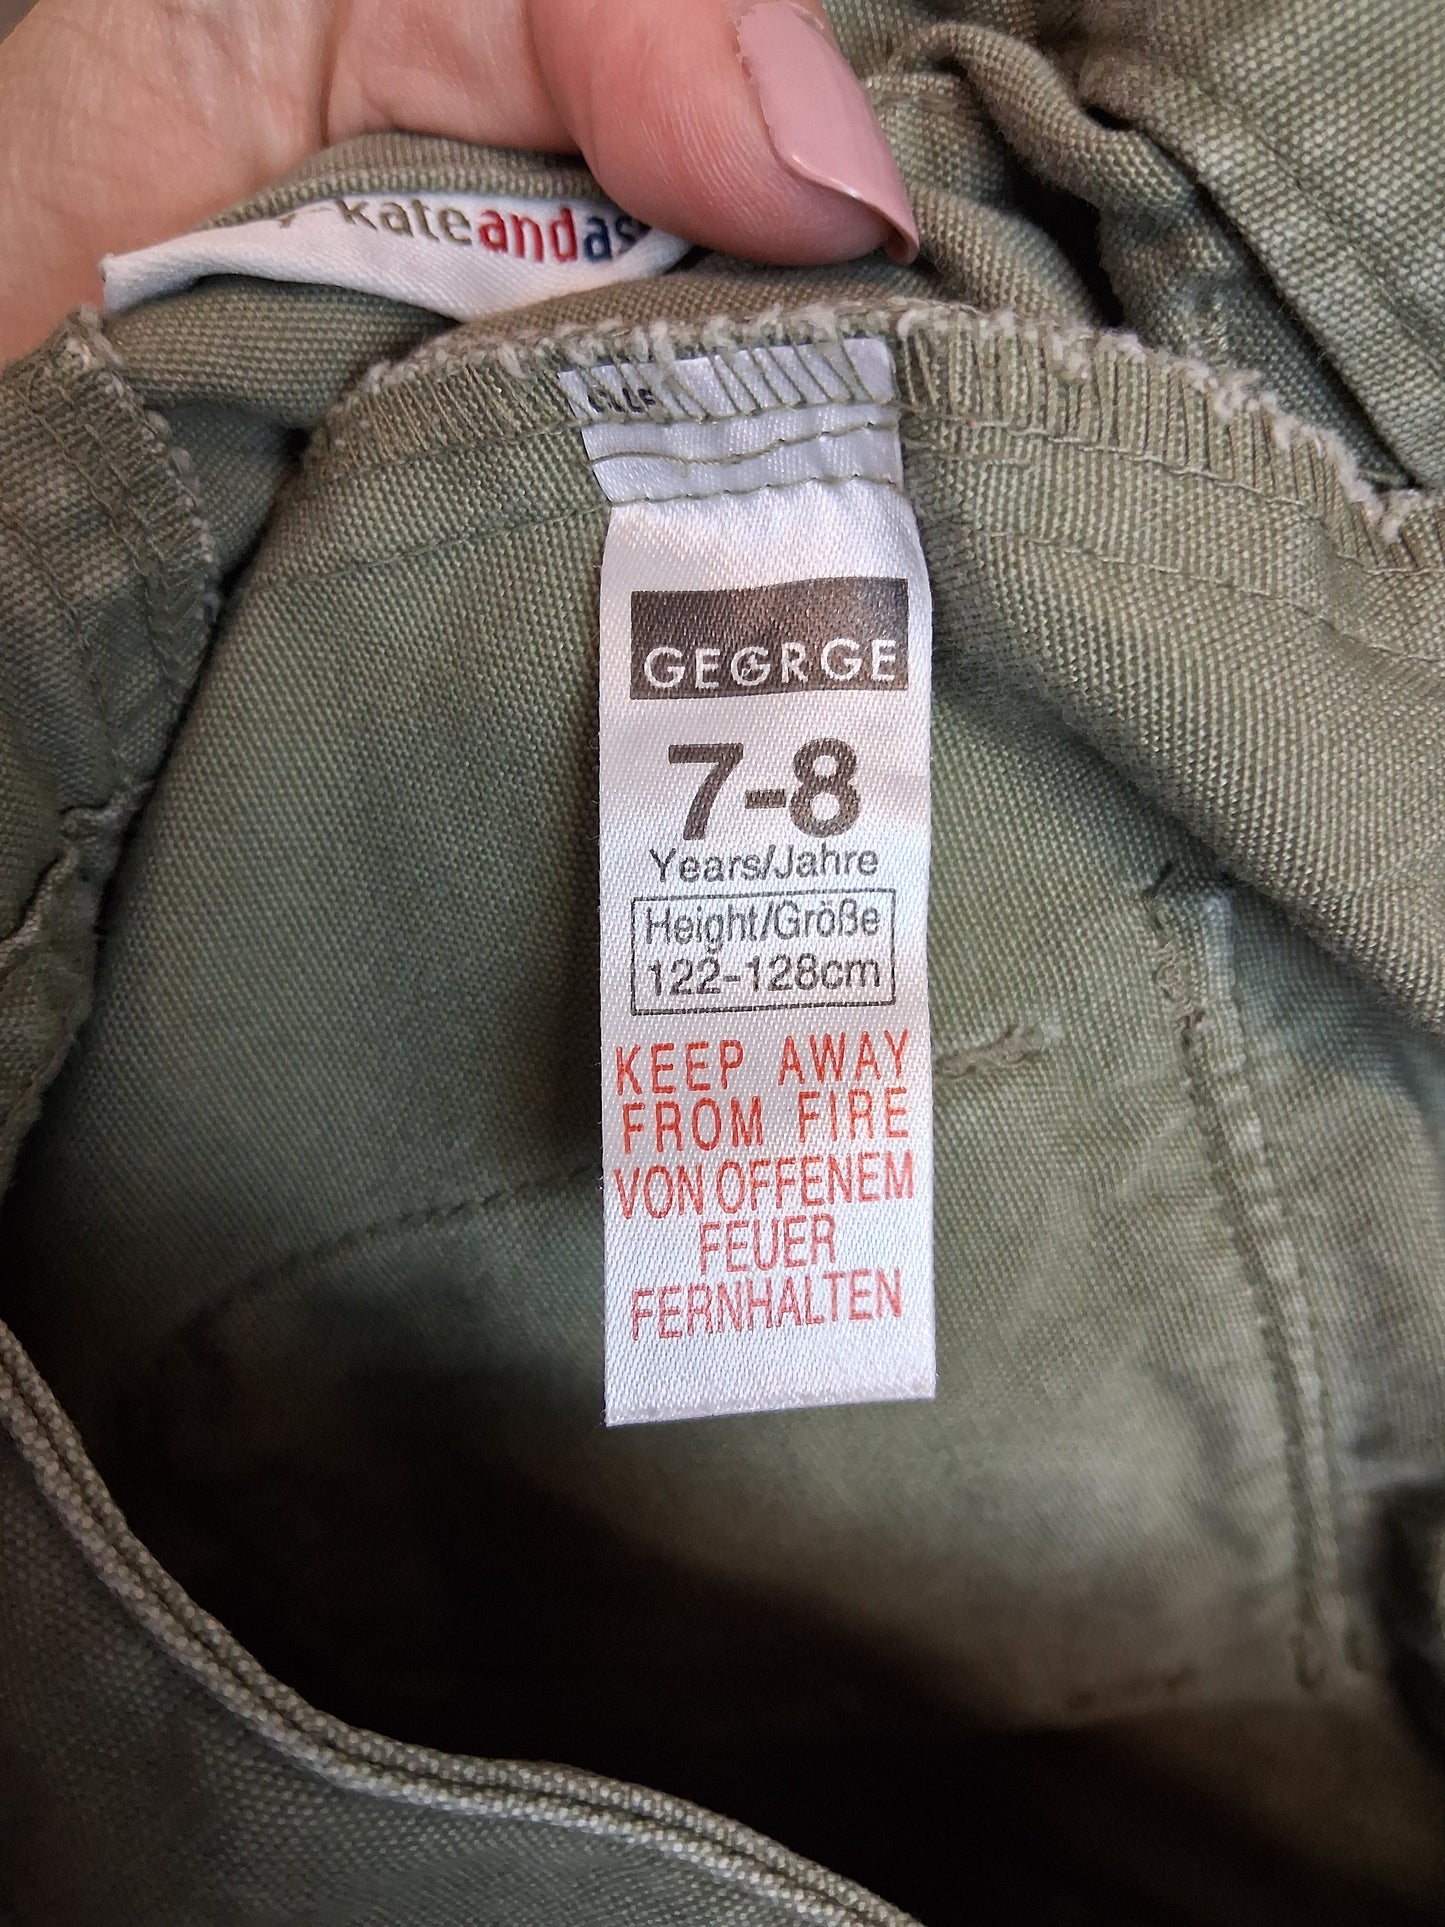 kateandas
GEORGE
7-8
Years/Jahre
Height/Größe
122-128cm
KEEP AWAY
FROM FIRE
VON OFFENEM
FEUER
FERNHALTEN